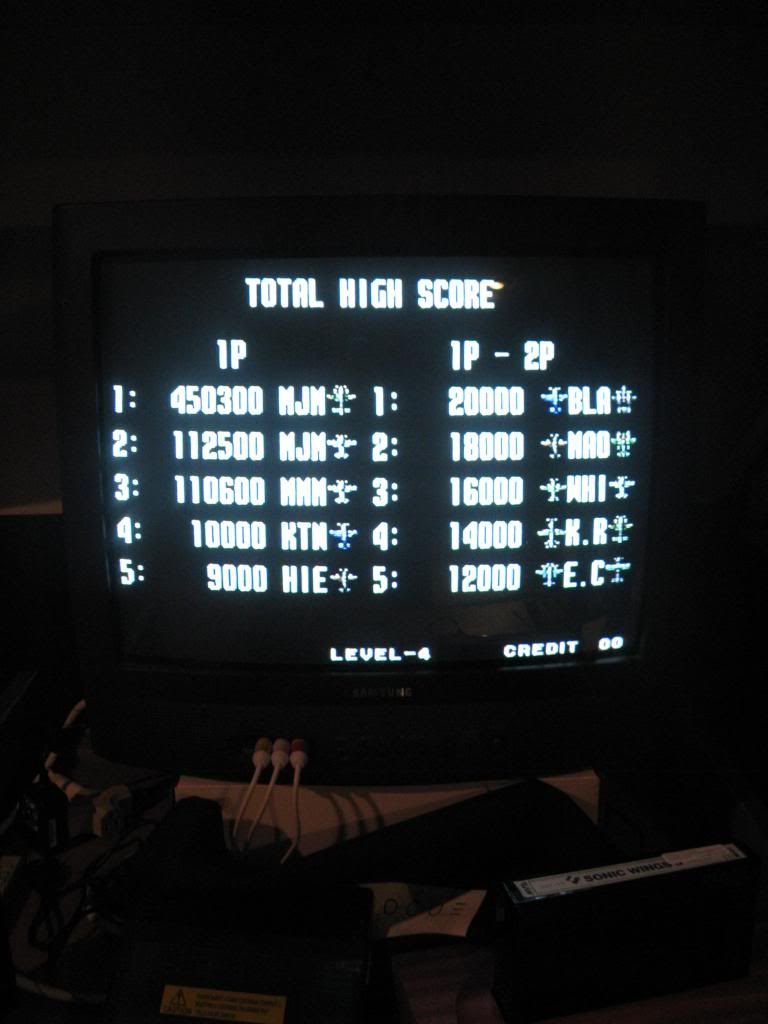 TOTAL HIGH SCORE
1P 1P - 2P
1: 450300 MJM 1: 20000 BLA
2: 112500 MJM 2: 18000 MAO
3: 110600 MMM 3: 16000 WHI
4: 10000 KTN 4: 14000 K.R
5: 9000 HIE 5: 12000 E.C
LEVEL-4 CREDIT 00
SAMSUNG
SONIC WINGS
CAUTION